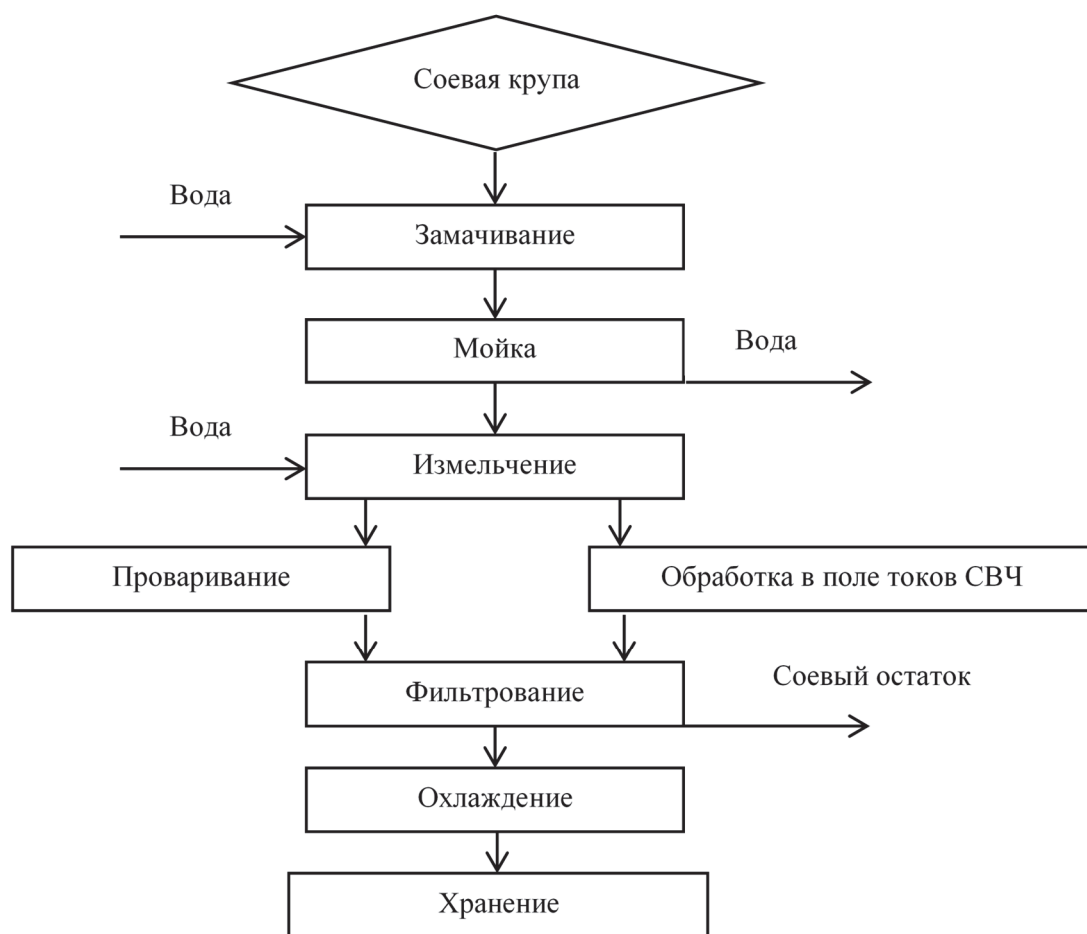 Соевая крупа
Вода
Замачивание
Мойка
Вода
Вода
Измельчение
Проваривание
Обработка в поле токов СВЧ
Фильтрование
Соевый остаток
Охлаждение
Хранение